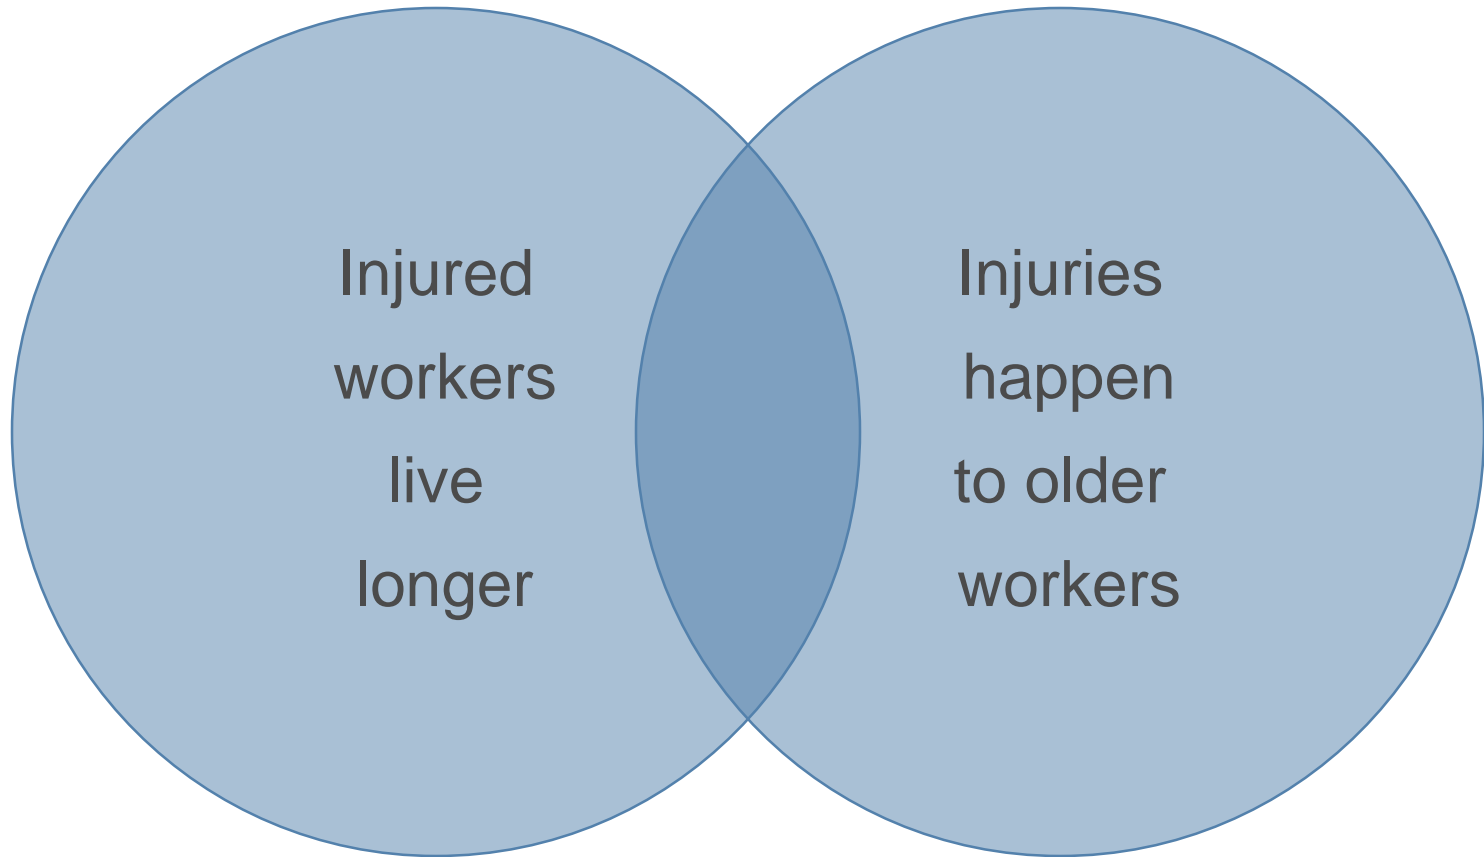 Injured
workers
live
longer
Injuries
happen
to older
workers